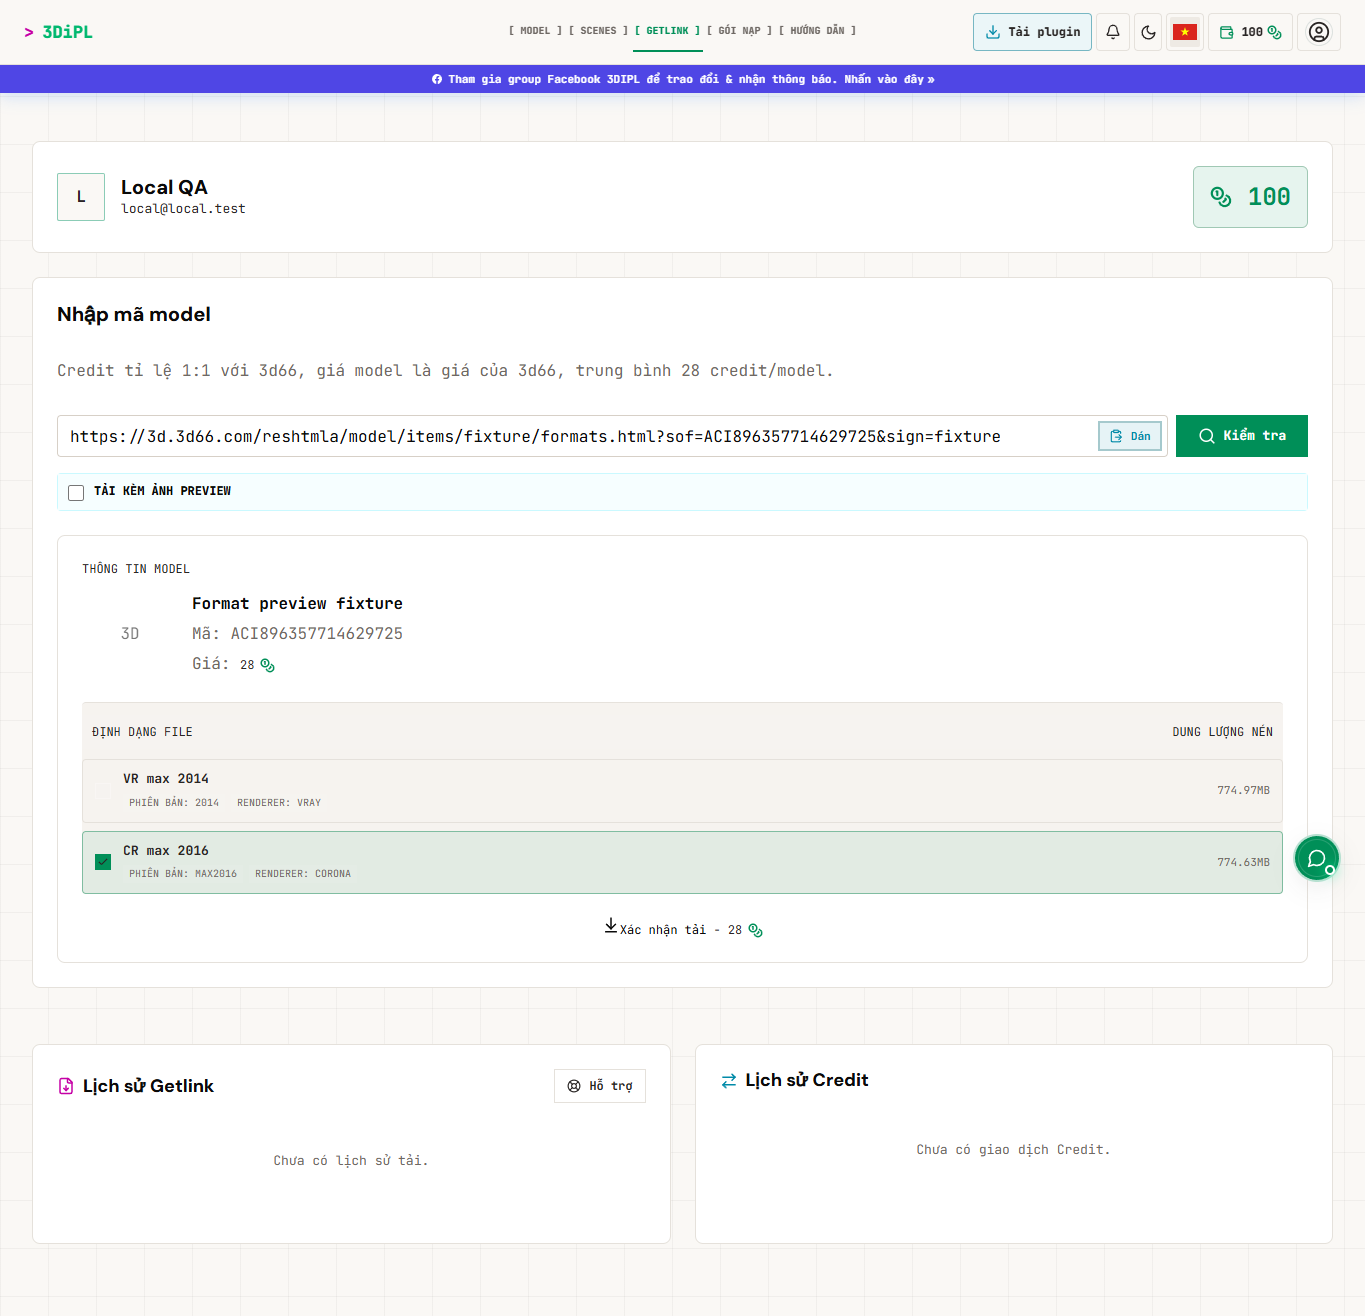 > 3DiPL
[ MODEL ] [ SCENES ] [ GETLINK ] [ GÓI NẠP ] [ HƯỚNG DẪN ]
Tải plugin
100
Tham gia group Facebook 3DIPL để trao đổi & nhận thông báo. Nhấn vào đây »
L
Local QA
local@local.test
100
Nhập mã model
Credit tỉ lệ 1:1 với 3d66, giá model là giá của 3d66, trung bình 28 credit/model.
https://3d.3d66.com/reshtmla/model/items/fixture/formats.html?sof=ACI896357714629725&sign=fixture
Dán
Kiểm tra
TẢI KÈM ẢNH PREVIEW
THÔNG TIN MODEL
3D
Format preview fixture
Mã: ACI896357714629725
Giá: 28
ĐỊNH DẠNG FILE
DUNG LƯỢNG NÉN
VR max 2014
PHIÊN BẢN: 2014 RENDERER: VRAY
774.97MB
CR max 2016
PHIÊN BẢN: MAX2016 RENDERER: CORONA
774.63MB
Xác nhận tải - 28
Lịch sử Getlink
Hỗ trợ
Chưa có lịch sử tải.
Lịch sử Credit
Chưa có giao dịch Credit.